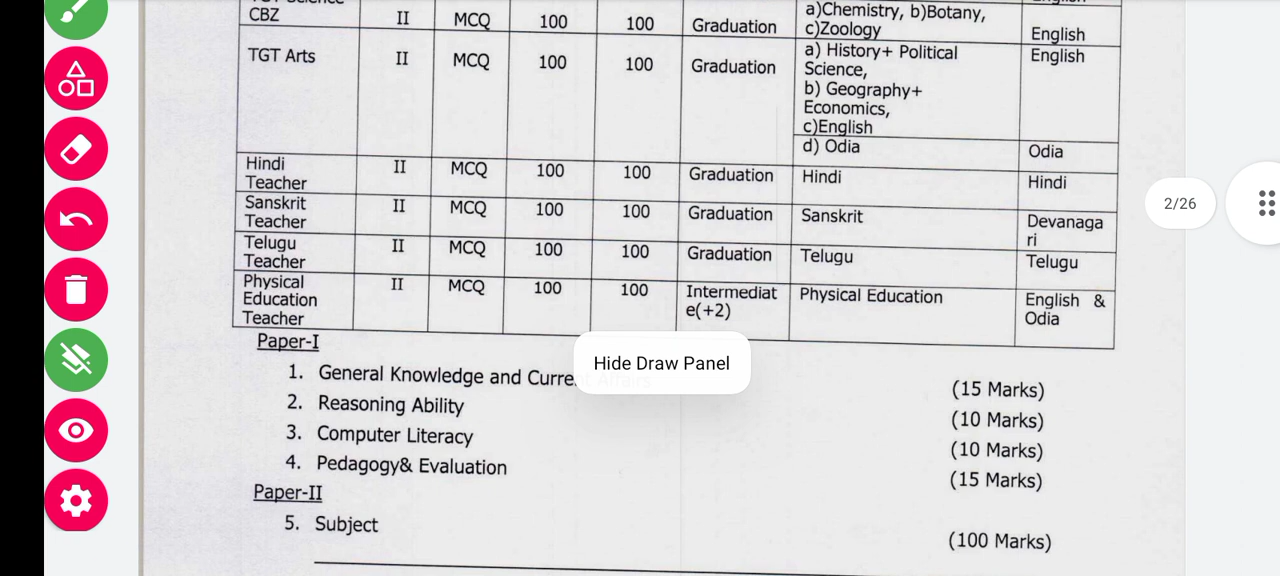 CBZ II MCQ 100 100 Graduation a)Chemistry, b)Botany,
c)Zoology English
TGT Arts II MCQ 100 100 Graduation a) History+ Political English
Science,
b) Geography+
Economics,
c)English
d) Odia Odia
Hindi II MCQ 100 100 Graduation Hindi Hindi
Teacher
Sanskrit II MCQ 100 100 Graduation Sanskrit Devanaga
Teacher ri
Telugu II MCQ 100 100 Graduation Telugu Telugu
Teacher
Physical II MCQ 100 100 Intermediat Physical Education English &
Education e(+2) Odia
Teacher
2/26
Paper-I
Hide Draw Panel
1. General Knowledge and Current Affairs (15 Marks)
2. Reasoning Ability (10 Marks)
3. Computer Literacy (10 Marks)
4. Pedagogy& Evaluation (15 Marks)
Paper-II
5. Subject (100 Marks)